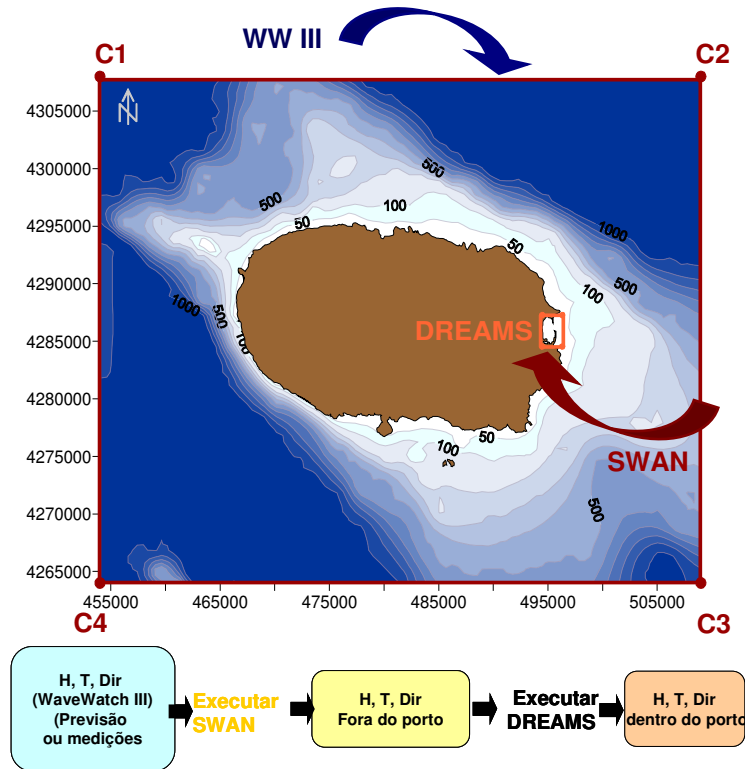 C1
WW III
C2
4305000
N
4300000
4295000
4290000
4285000
4280000
4275000
4270000
4265000
500
500
100
50
50
1000
500
100
1000
500
100
DREAMS
SWAN
50
100
500
455000
465000
475000
485000
495000
505000
C4
C3
H, T, Dir
(WaveWatch III)
(Previsão
ou medições
Executar
SWAN
H, T, Dir
Fora do porto
Executar
DREAMS
H, T, Dir
dentro do porto